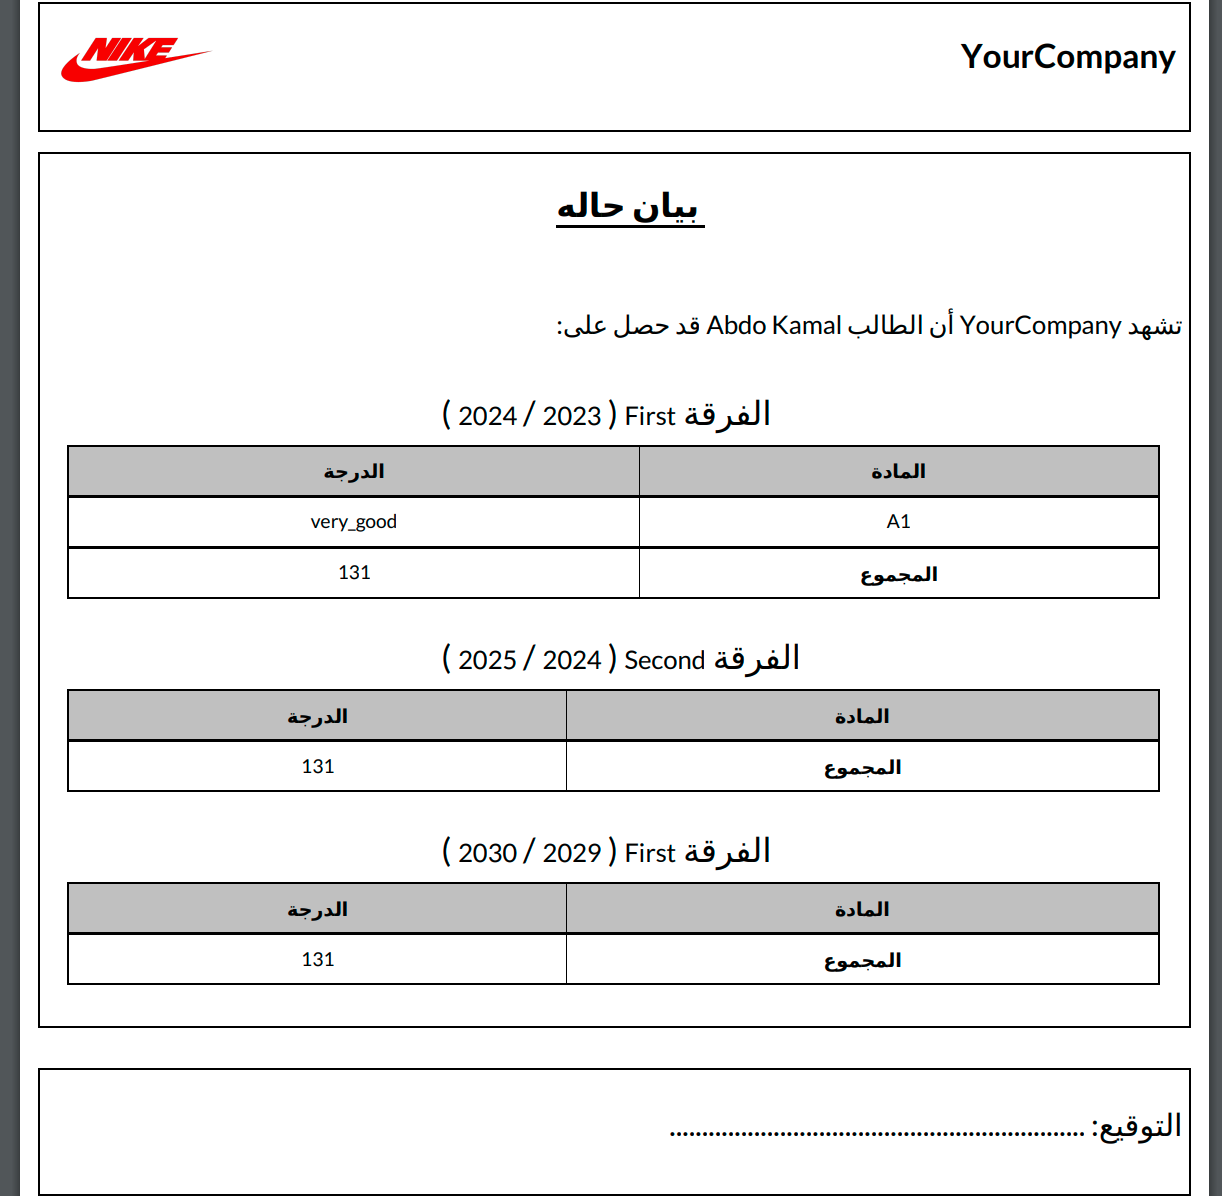 NIKE
YourCompany
بيان حاله
تشهد YourCompany أن الطالب Abdo Kamal قد حصل على:
الفرقة First ( 2023 / 2024 )
المادة الدرجة
A1 very_good
المجموع 131
الفرقة Second ( 2024 / 2025 )
المادة الدرجة
المجموع 131
الفرقة First ( 2029 / 2030 )
المادة الدرجة
المجموع 131
التوقيع: ................................................................